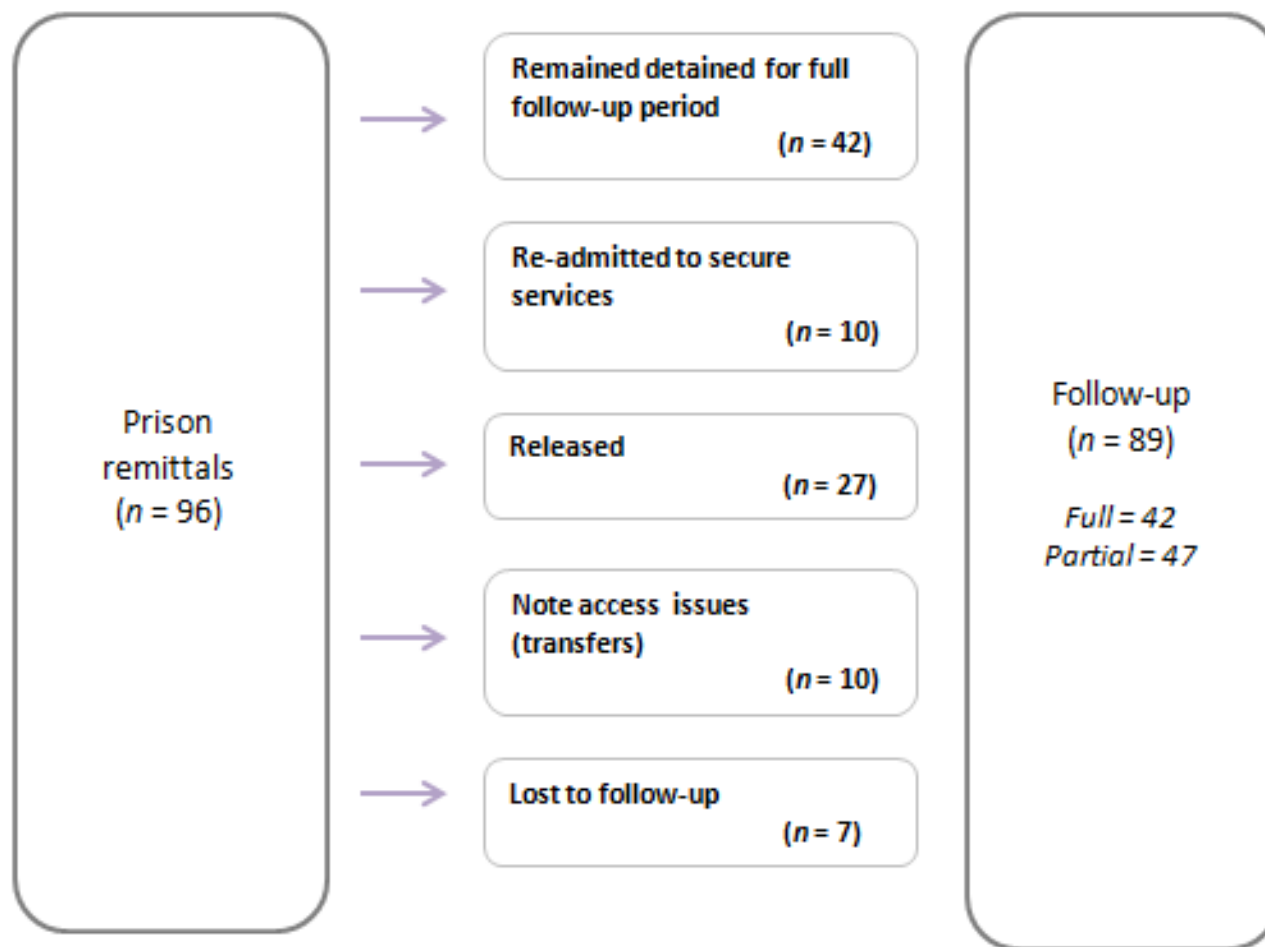 Prison
remittals
(n = 96)
Remained detained for full
follow-up period
(n = 42)
Re-admitted to secure
services
(n = 10)
Released
(n = 27)
Note access issues
(transfers)
(n = 10)
Lost to follow-up
(n = 7)
Follow-up
(n = 89)
Full = 42
Partial = 47